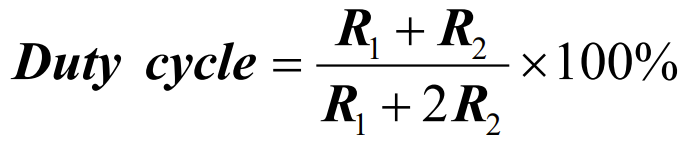 Duty cycle = (R₁ + R₂) / (R₁ + 2R₂) × 100%